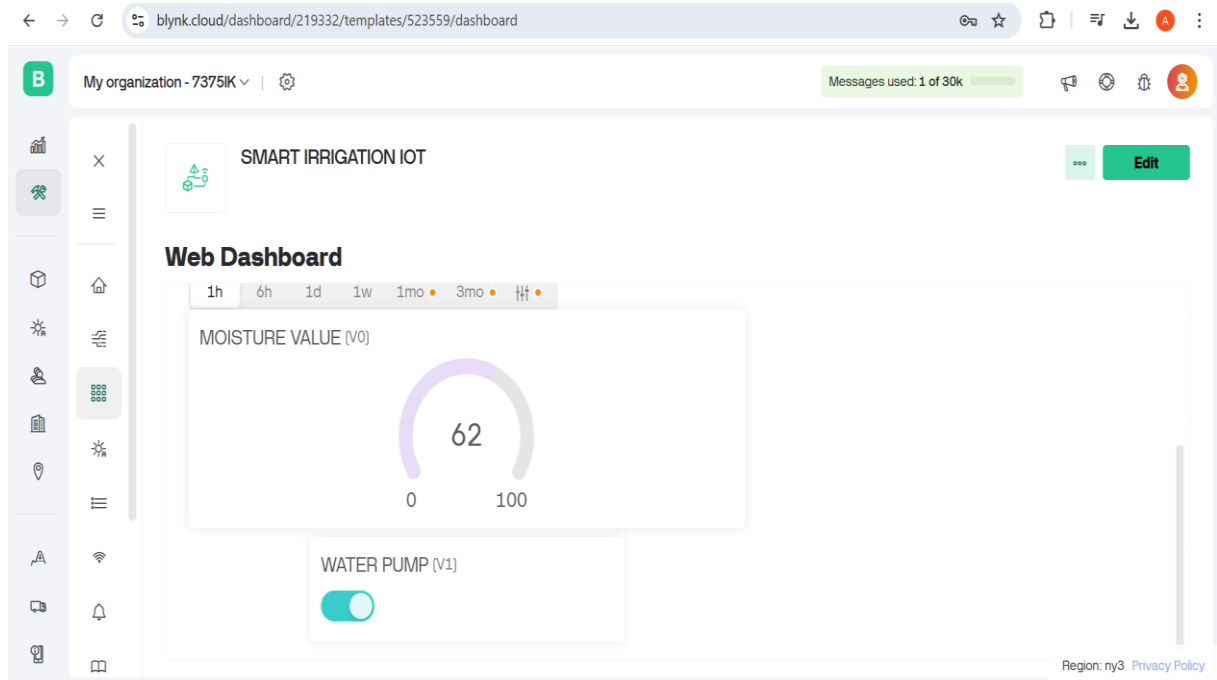 blynk.cloud/dashboard/219332/templates/523559/dashboard
A
B
My organization - 7375IK
Messages used: 1 of 30k
SMART IRRIGATION IOT
Edit
Web Dashboard
1h 6h 1d 1w 1mo 3mo
MOISTURE VALUE (V0)
62
0 100
WATER PUMP (V1)
Region: ny3 Privacy Policy